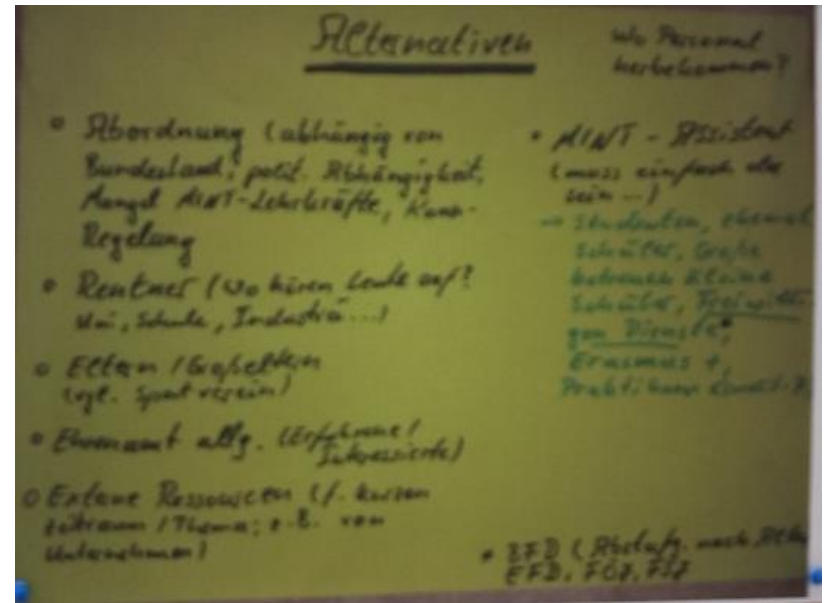 Alternativen
Wo Personal
herbekommen?
o Abordnung (abhängig von
Bundesland, polit. Abhängigkeit,
Mangel MINT-Lehrkräfte, Kann-
Regelung
o Rentner (Wo hören Leute auf?
Uni, Schule, Industrie...)
o Eltern / Großeltern
(vgl. Sportverein)
o Ehrenamt allg. (Erfahrene /
Interessierte)
o Externe Ressourcen (f. kurzen
Zeitraum / Thema; z.B. von
Unternehmen)
• MINT-Assistent
(muss einfach
sein ...)
→ Studenten, ehemal
Schüler, Große
betreuen kleine
Schüler, Freiwilli-
gen Dienste*,
Erasmus +,
Praktikum
* BFD (Abstufg. nach
EFD, FÖJ, FSJ